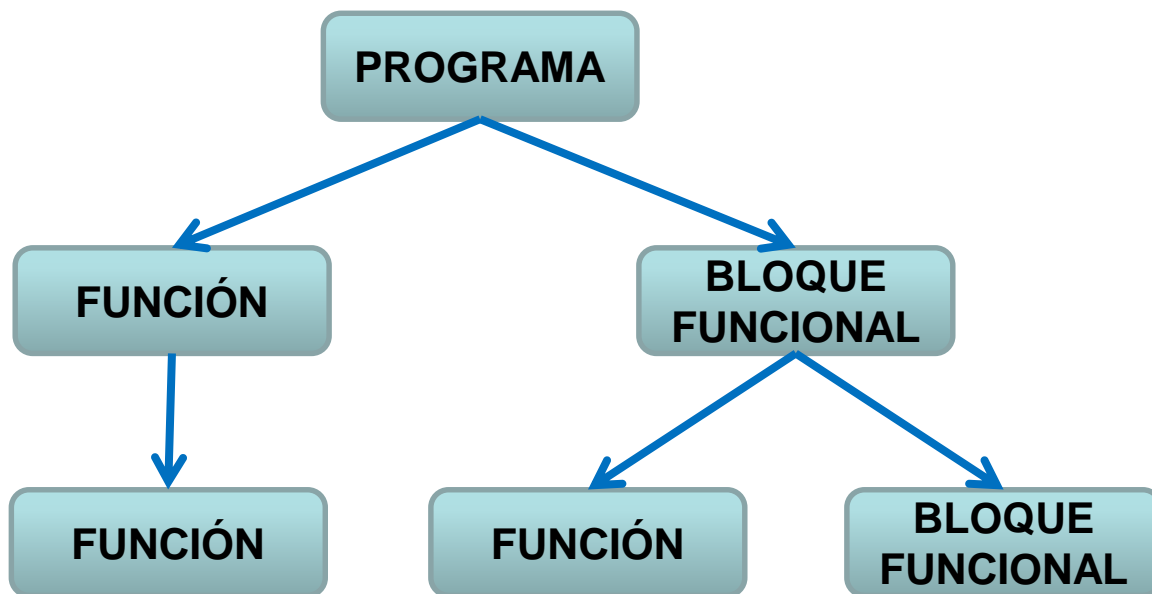 PROGRAMA
FUNCIÓN
BLOQUE
FUNCIONAL
FUNCIÓN
FUNCIÓN
BLOQUE
FUNCIONAL